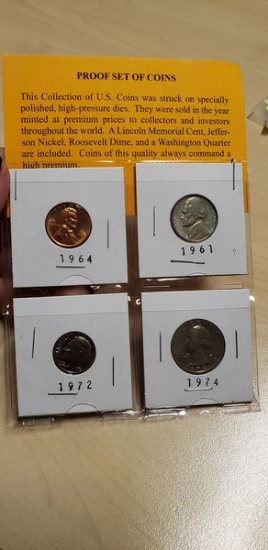 PROOF SET OF COINS
This Collection of U.S. Coins was struck on specially
polished, high-pressure dies. They were sold in the year
minted at premium prices to collectors and investors
throughout the world. A Lincoln Memorial Cent, Jeffer-
son Nickel, Roosevelt Dime, and a Washington Quarter
are included. Coins of this quality always command a
high premium.
1964
1961
1972
1974